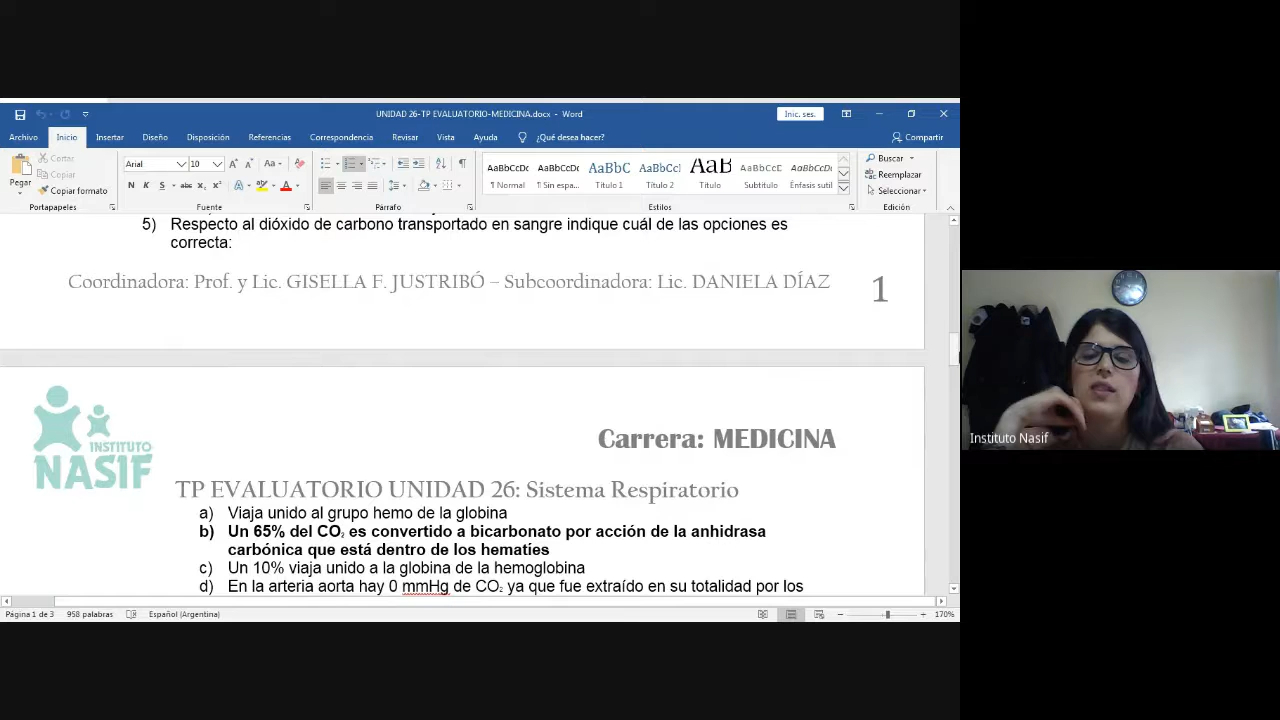 UNIDAD 26-TP EVALUATORIO-MEDICINA.docx - Word
Inic. ses.
Archivo Inicio Insertar Diseño Disposición Referencias Correspondencia Revisar Vista Ayuda ¿Qué desea hacer? Compartir
Pegar
Cortar
Copiar
Copiar formato
Portapapeles
Arial 10
N K S abc x₂ x²
Fuente
Párrafo
AaBbCcDc AaBbCcDc AaBbC AaBbCcI AaB AaBbCcD AaBbCcDc
¶ Normal ¶ Sin espa... Título 1 Título 2 Título Subtítulo Énfasis sutil
Estilos
Buscar
Reemplazar
Seleccionar
Edición
5) Respecto al dióxido de carbono transportado en sangre indique cuál de las opciones es
correcta:
Coordinadora: Prof. y Lic. GISELLA F. JUSTRIBÓ – Subcoordinadora: Lic. DANIELA DÍAZ 1
INSTITUTO
NASIF
Carrera: MEDICINA
TP EVALUATORIO UNIDAD 26: Sistema Respiratorio
a) Viaja unido al grupo hemo de la globina
b) Un 65% del CO₂ es convertido a bicarbonato por acción de la anhidrasa
carbónica que está dentro de los hematíes
c) Un 10% viaja unido a la globina de la hemoglobina
d) En la arteria aorta hay 0 mmHg de CO₂ ya que fue extraído en su totalidad por los
Página 1 de 3 958 palabras Español (Argentina) 170%
Instituto Nasif